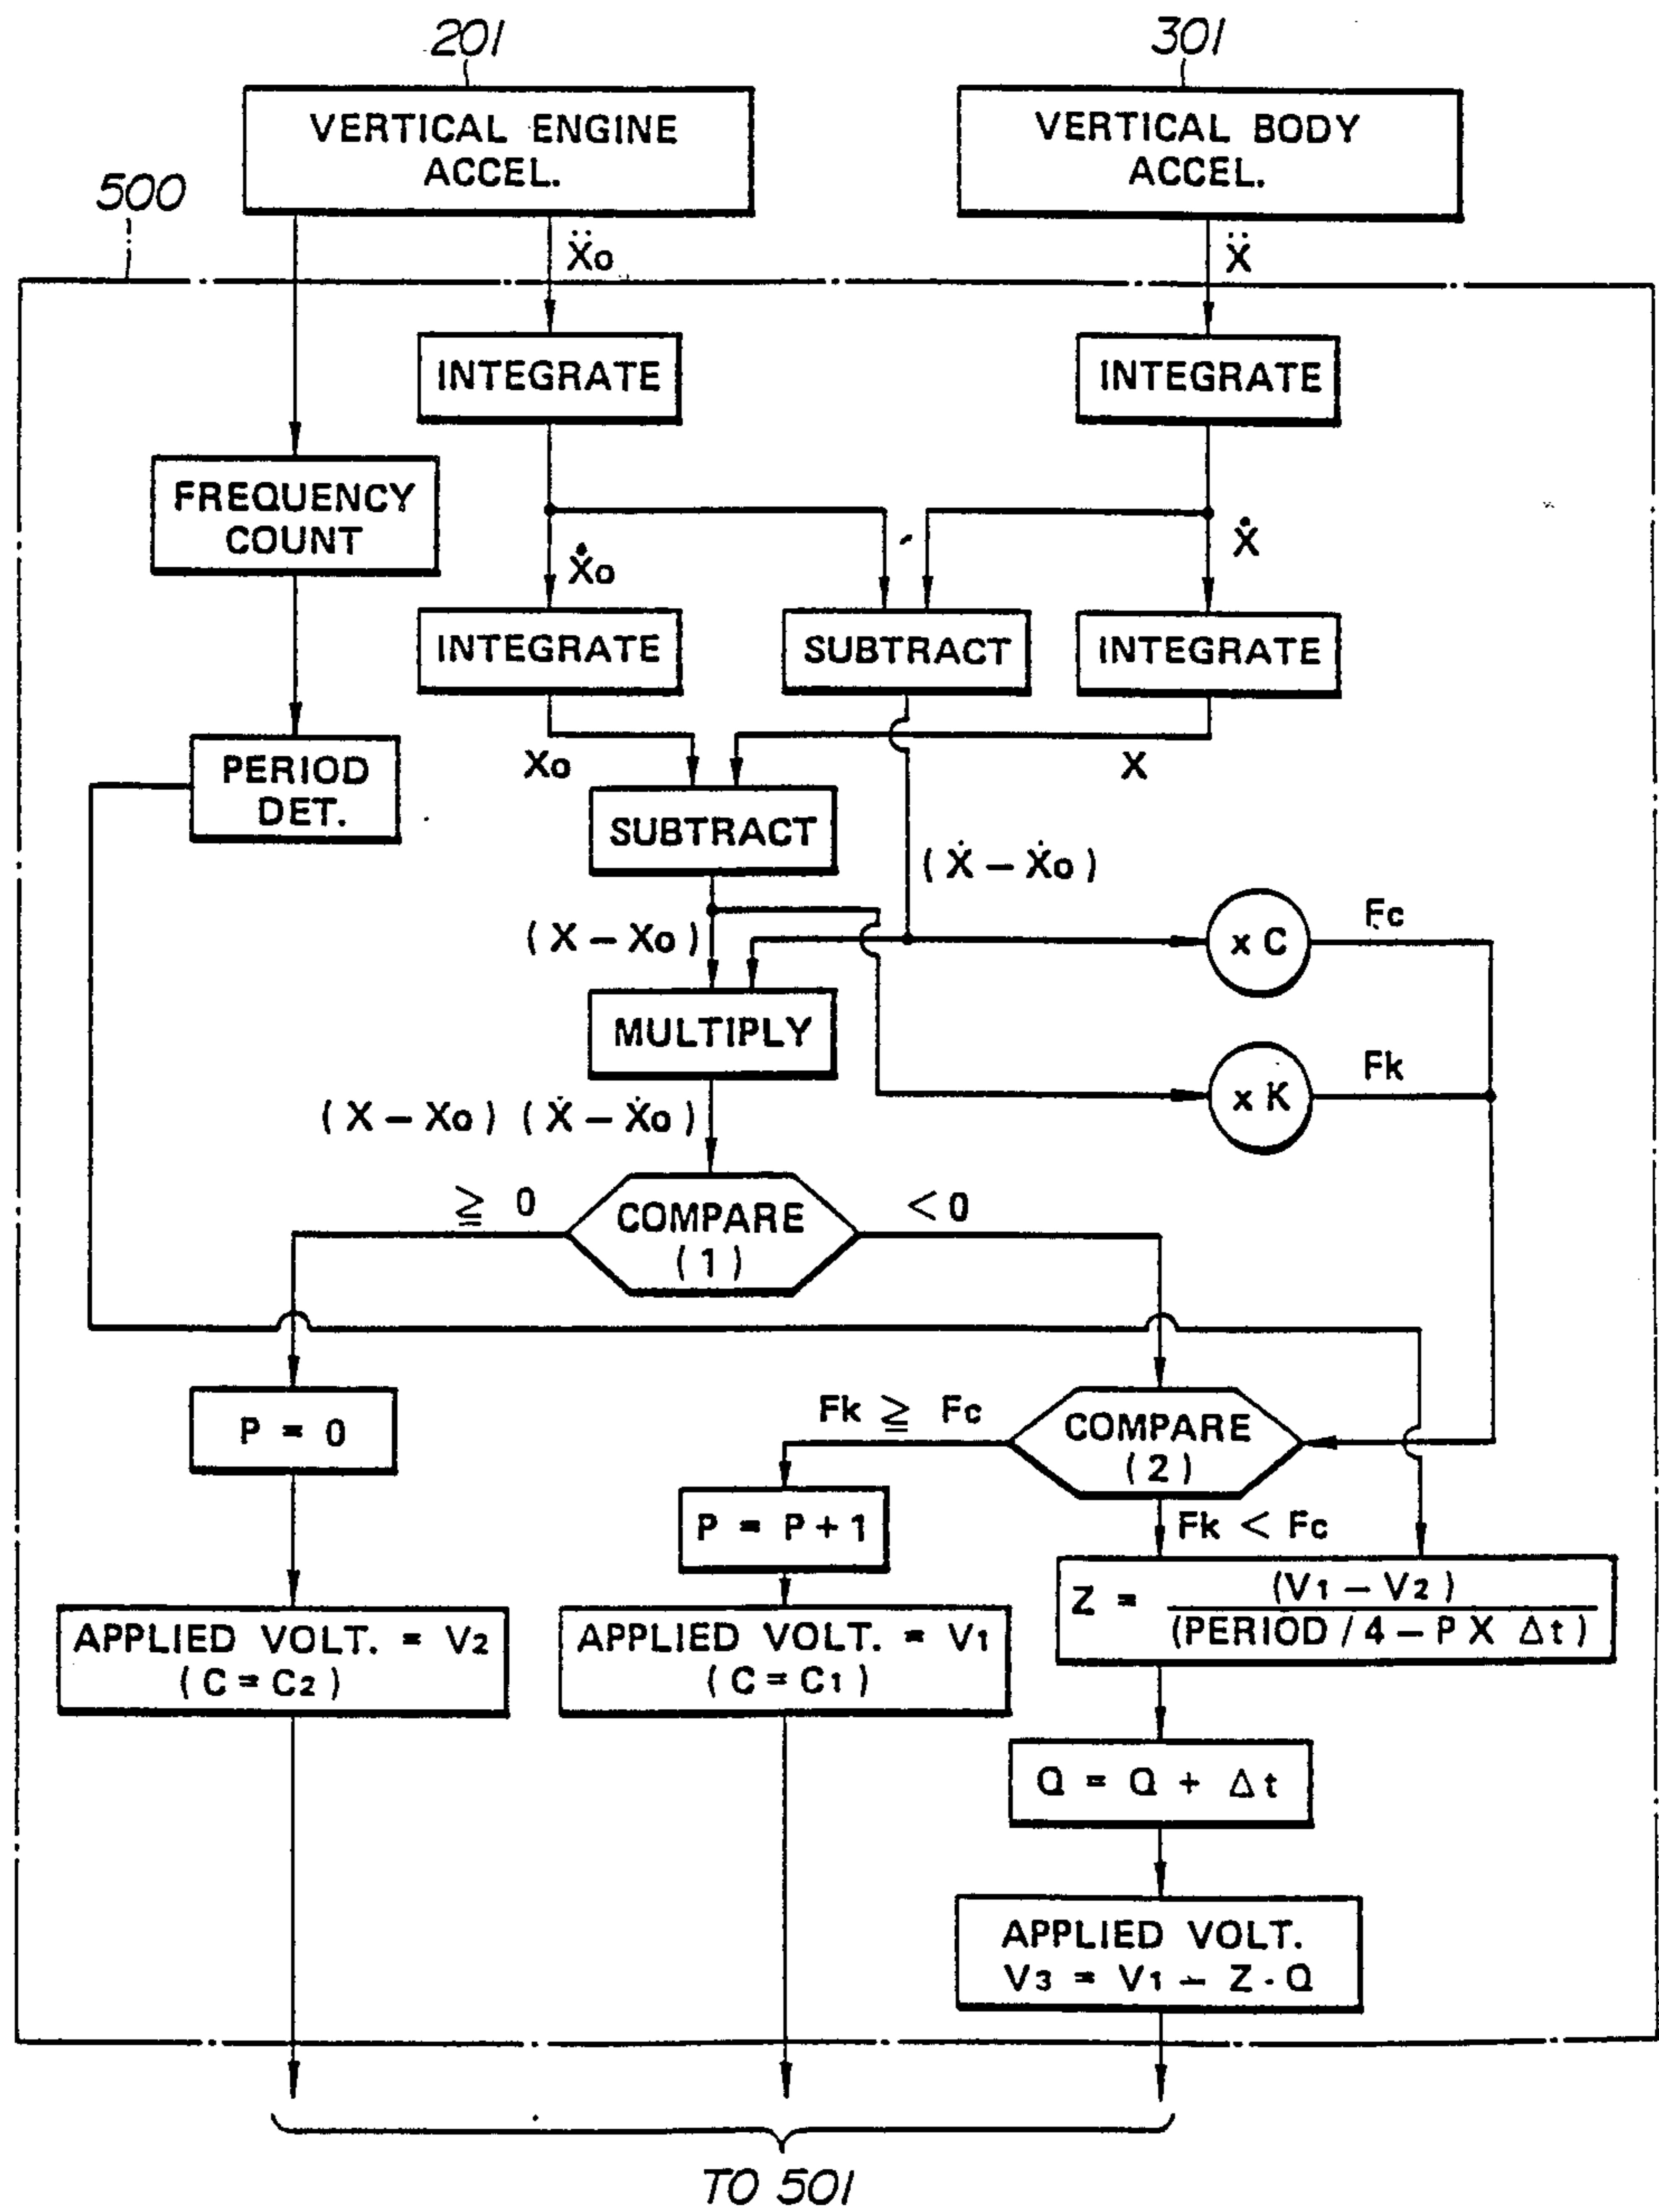 201
301
VERTICAL ENGINE
ACCEL.
VERTICAL BODY
ACCEL.
500
Ẍo
Ẍ
INTEGRATE
INTEGRATE
FREQUENCY
COUNT
Ẋo
Ẋ
INTEGRATE
SUBTRACT
INTEGRATE
PERIOD
DET.
Xo
X
SUBTRACT
(Ẋ – Ẋo)
(X – Xo)
x C
Fc
MULTIPLY
x K
Fk
(X – Xo) (Ẋ – Ẋo)
≧ 0
COMPARE
(1)
< 0
P = 0
Fk ≧ Fc
COMPARE
(2)
P = P + 1
Fk < Fc
Z = (V1 – V2)
(PERIOD / 4 – P X Δt)
APPLIED VOLT. = V2
(C = C2)
APPLIED VOLT. = V1
(C = C1)
Q = Q + Δt
APPLIED VOLT.
V3 = V1 – Z · Q
TO 501